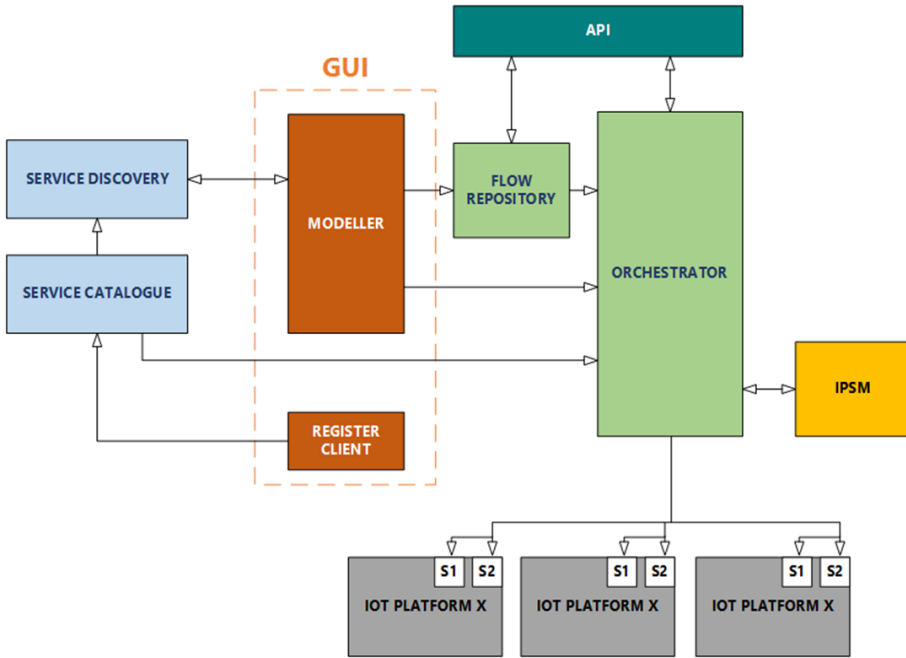 API
GUI
SERVICE DISCOVERY
MODELLER
FLOW
REPOSITORY
ORCHESTRATOR
SERVICE CATALOGUE
IPSM
REGISTER
CLIENT
S1
S2
IOT PLATFORM X
S1
S2
IOT PLATFORM X
S1
S2
IOT PLATFORM X